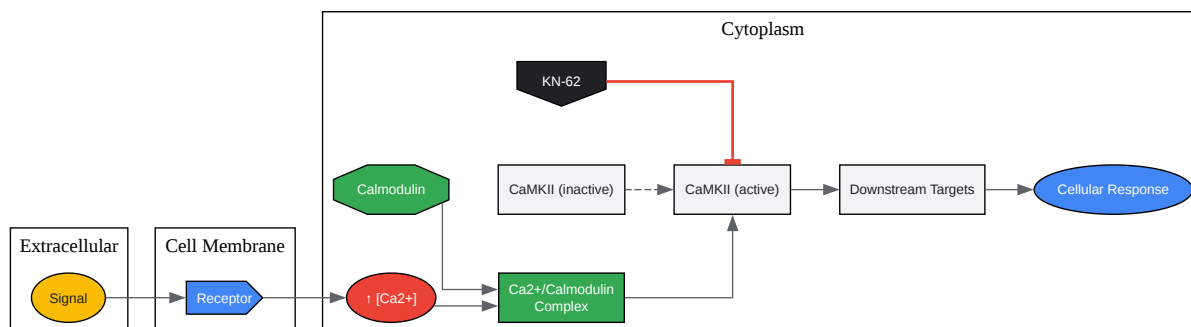 Cytoplasm
KN-62
Calmodulin
CaMKII (inactive)
CaMKII (active)
Downstream Targets
Cellular Response
Extracellular
Cell Membrane
Signal
Receptor
↑ [Ca2+]
Ca2+/Calmodulin
Complex